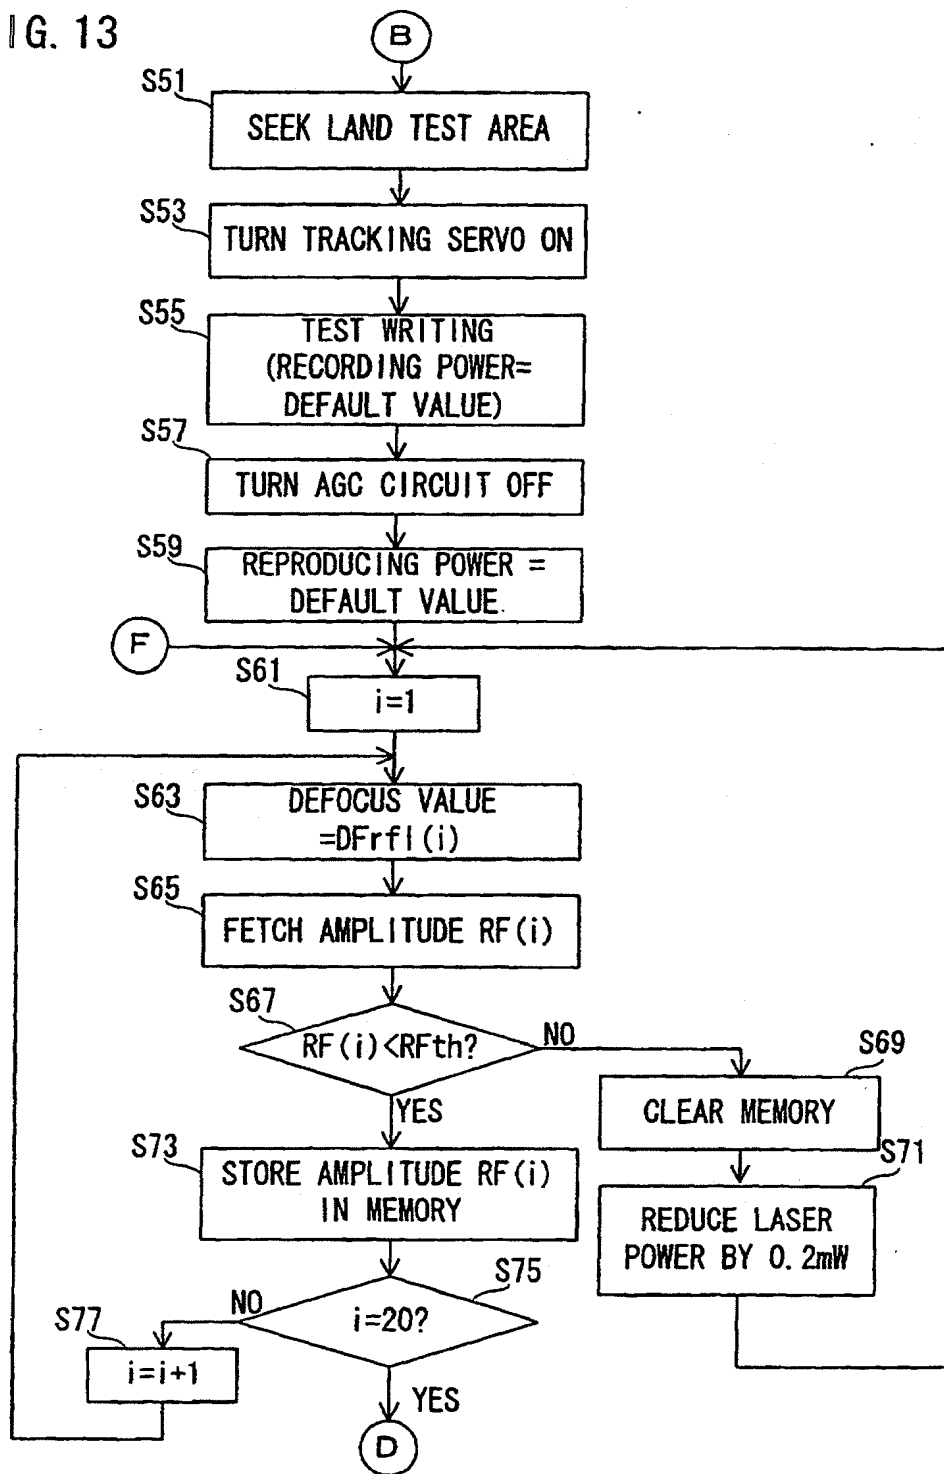 IG. 13
B
S51
SEEK LAND TEST AREA
S53
TURN TRACKING SERVO ON
S55
TEST WRITING
(RECORDING POWER=
DEFAULT VALUE)
S57
TURN AGC CIRCUIT OFF
S59
REPRODUCING POWER =
DEFAULT VALUE.
F
S61
i=1
S63
DEFOCUS VALUE
=DFrfl(i)
S65
FETCH AMPLITUDE RF(i)
S67
RF(i)<RFth?
NO
S69
CLEAR MEMORY
YES
S71
S73
STORE AMPLITUDE RF(i)
IN MEMORY
REDUCE LASER
POWER BY 0.2mW
S75
i=20?
NO
S77
i=i+1
YES
D